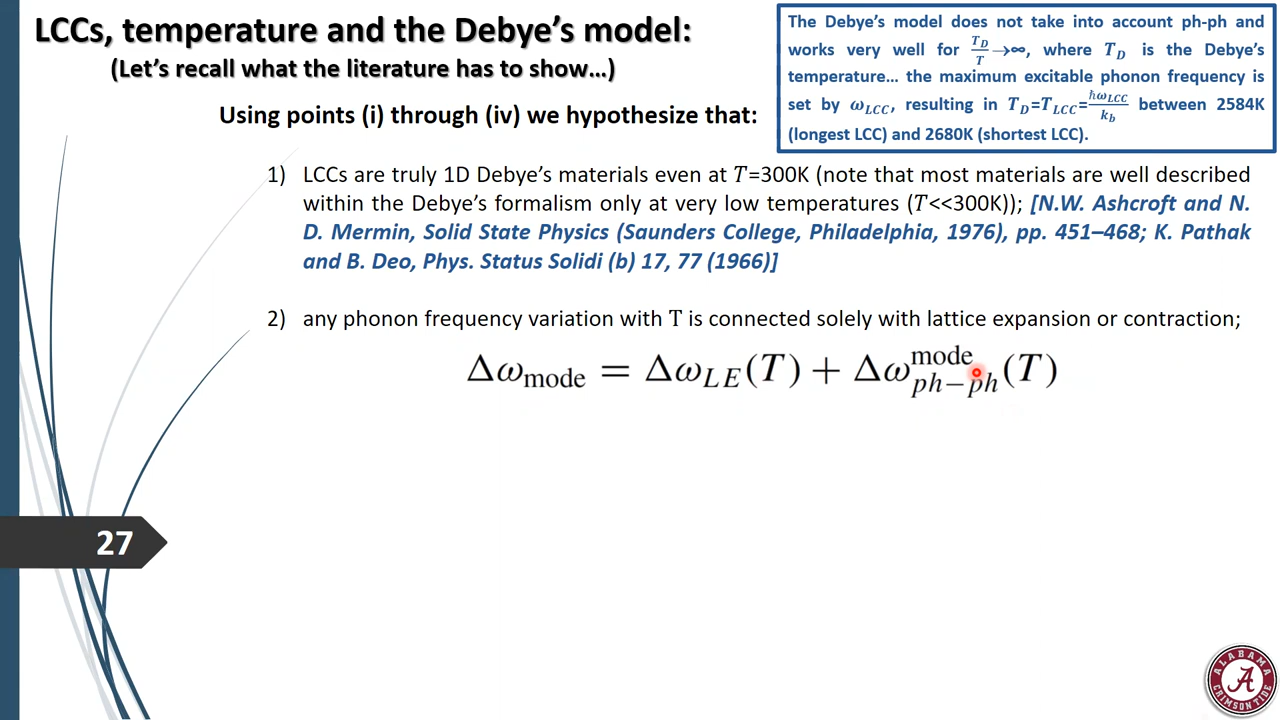 LCCs, temperature and the Debye's model:
(Let's recall what the literature has to show...)
Using points (i) through (iv) we hypothesize that:
The Debye's model does not take into account ph-ph and
works very well for T_D/T→∞, where T_D is the Debye's
temperature... the maximum excitable phonon frequency is
set by ω_LCC, resulting in T_D=T_LCC=ℏω_LCC/k_b between 2584K
(longest LCC) and 2680K (shortest LCC).
1) LCCs are truly 1D Debye's materials even at T=300K (note that most materials are well described
within the Debye's formalism only at very low temperatures (T<<300K)); [N.W. Ashcroft and N.
D. Mermin, Solid State Physics (Saunders College, Philadelphia, 1976), pp. 451–468; K. Pathak
and B. Deo, Phys. Status Solidi (b) 17, 77 (1966)]
2) any phonon frequency variation with T is connected solely with lattice expansion or contraction;
Δω_mode = Δω_LE(T) + Δω_ph−ph^mode(T)
27
ALABAMA
A
CRIMSON TIDE